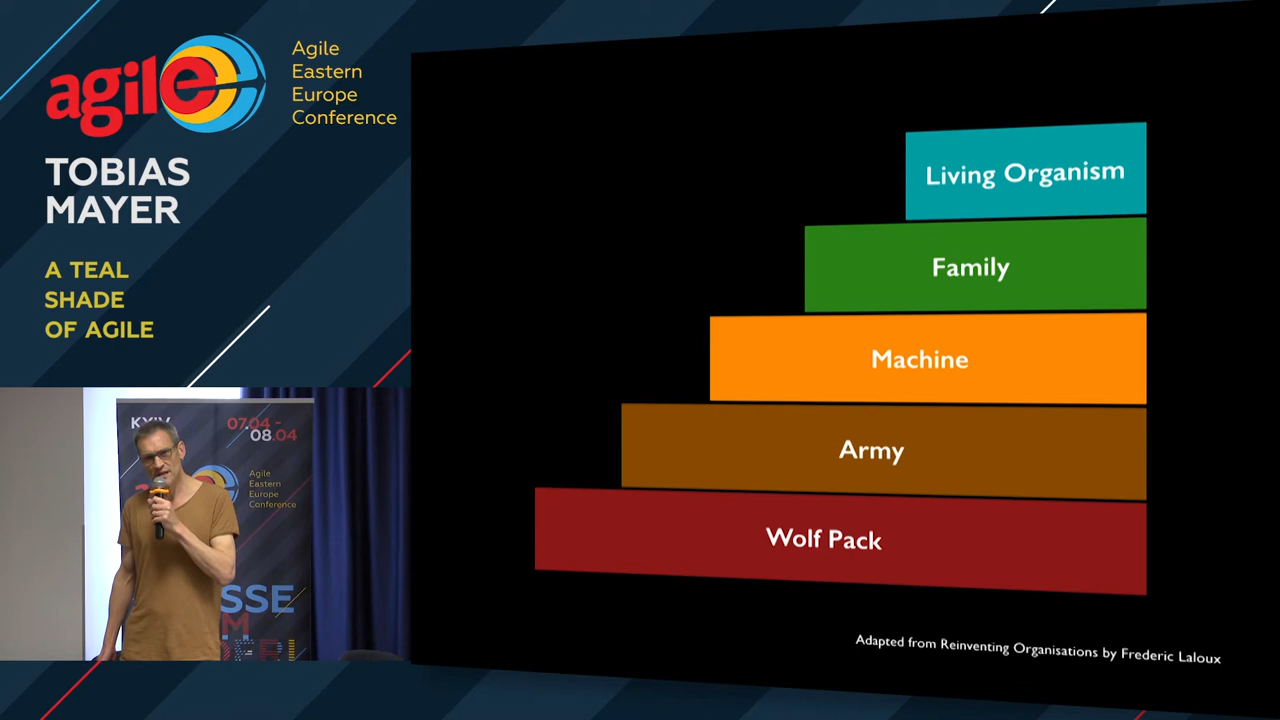 agile
Agile
Eastern
Europe
Conference
TOBIAS
MAYER
A TEAL
SHADE
OF AGILE
Living Organism
Family
Machine
Army
Wolf Pack
Adapted from Reinventing Organisations by Frederic Laloux
KYIV
07.04 -
08.04
Agile
Eastern
Europe
Conference